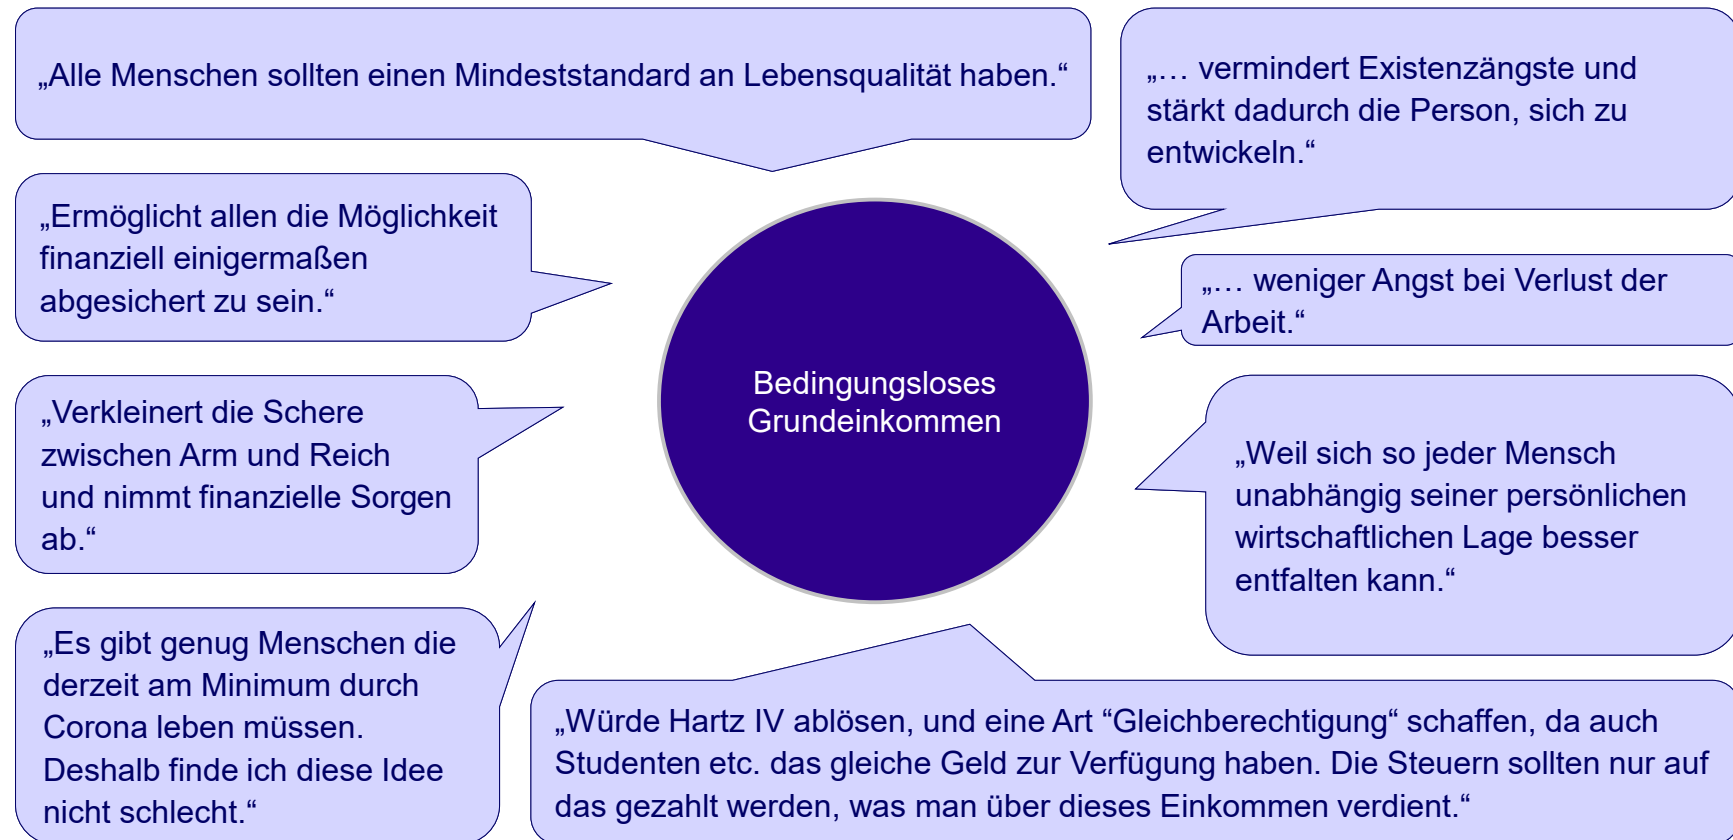 „Alle Menschen sollten einen Mindeststandard an Lebensqualität haben.“
„… vermindert Existenzängste und
stärkt dadurch die Person, sich zu
entwickeln.“
„Ermöglicht allen die Möglichkeit
finanziell einigermaßen
abgesichert zu sein.“
„… weniger Angst bei Verlust der
Arbeit.“
Bedingungsloses
Grundeinkommen
„Verkleinert die Schere
zwischen Arm und Reich
und nimmt finanzielle Sorgen
ab.“
„Weil sich so jeder Mensch
unabhängig seiner persönlichen
wirtschaftlichen Lage besser
entfalten kann.“
„Es gibt genug Menschen die
derzeit am Minimum durch
Corona leben müssen.
Deshalb finde ich diese Idee
nicht schlecht.“
„Würde Hartz IV ablösen, und eine Art “Gleichberechtigung“ schaffen, da auch
Studenten etc. das gleiche Geld zur Verfügung haben. Die Steuern sollten nur auf
das gezahlt werden, was man über dieses Einkommen verdient.“